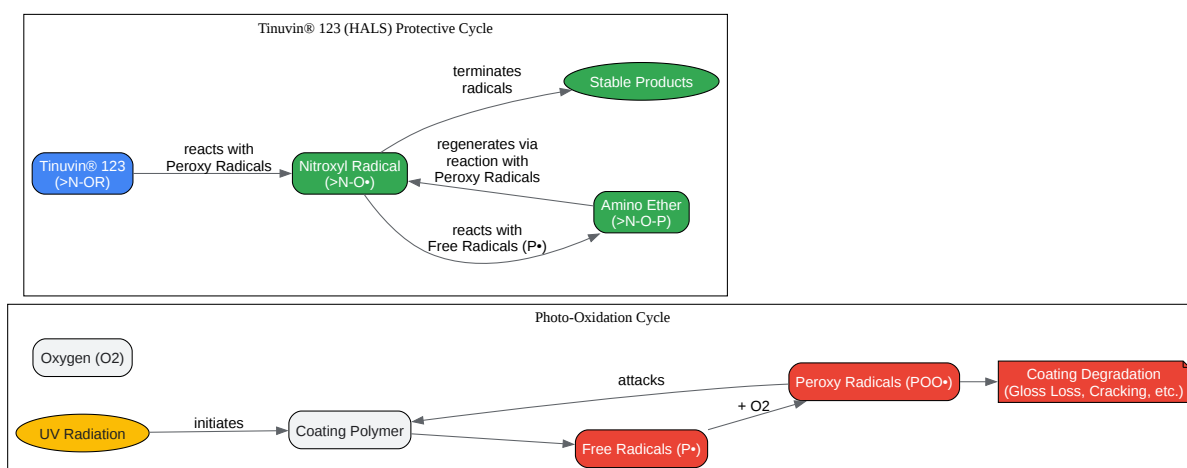 Tinuvin® 123 (HALS) Protective Cycle
terminates
radicals
Stable Products
reacts with
Peroxy Radicals
Tinuvin® 123
(>N-OR)
Nitroxyl Radical
(>N-O•)
regenerates via
reaction with
Peroxy Radicals
Amino Ether
(>N-O-P)
reacts with
Free Radicals (P•)
Photo-Oxidation Cycle
Oxygen (O2)
UV Radiation
initiates
Coating Polymer
attacks
Free Radicals (P•)
+ O2
Peroxy Radicals (POO•)
Coating Degradation
(Gloss Loss, Cracking, etc.)